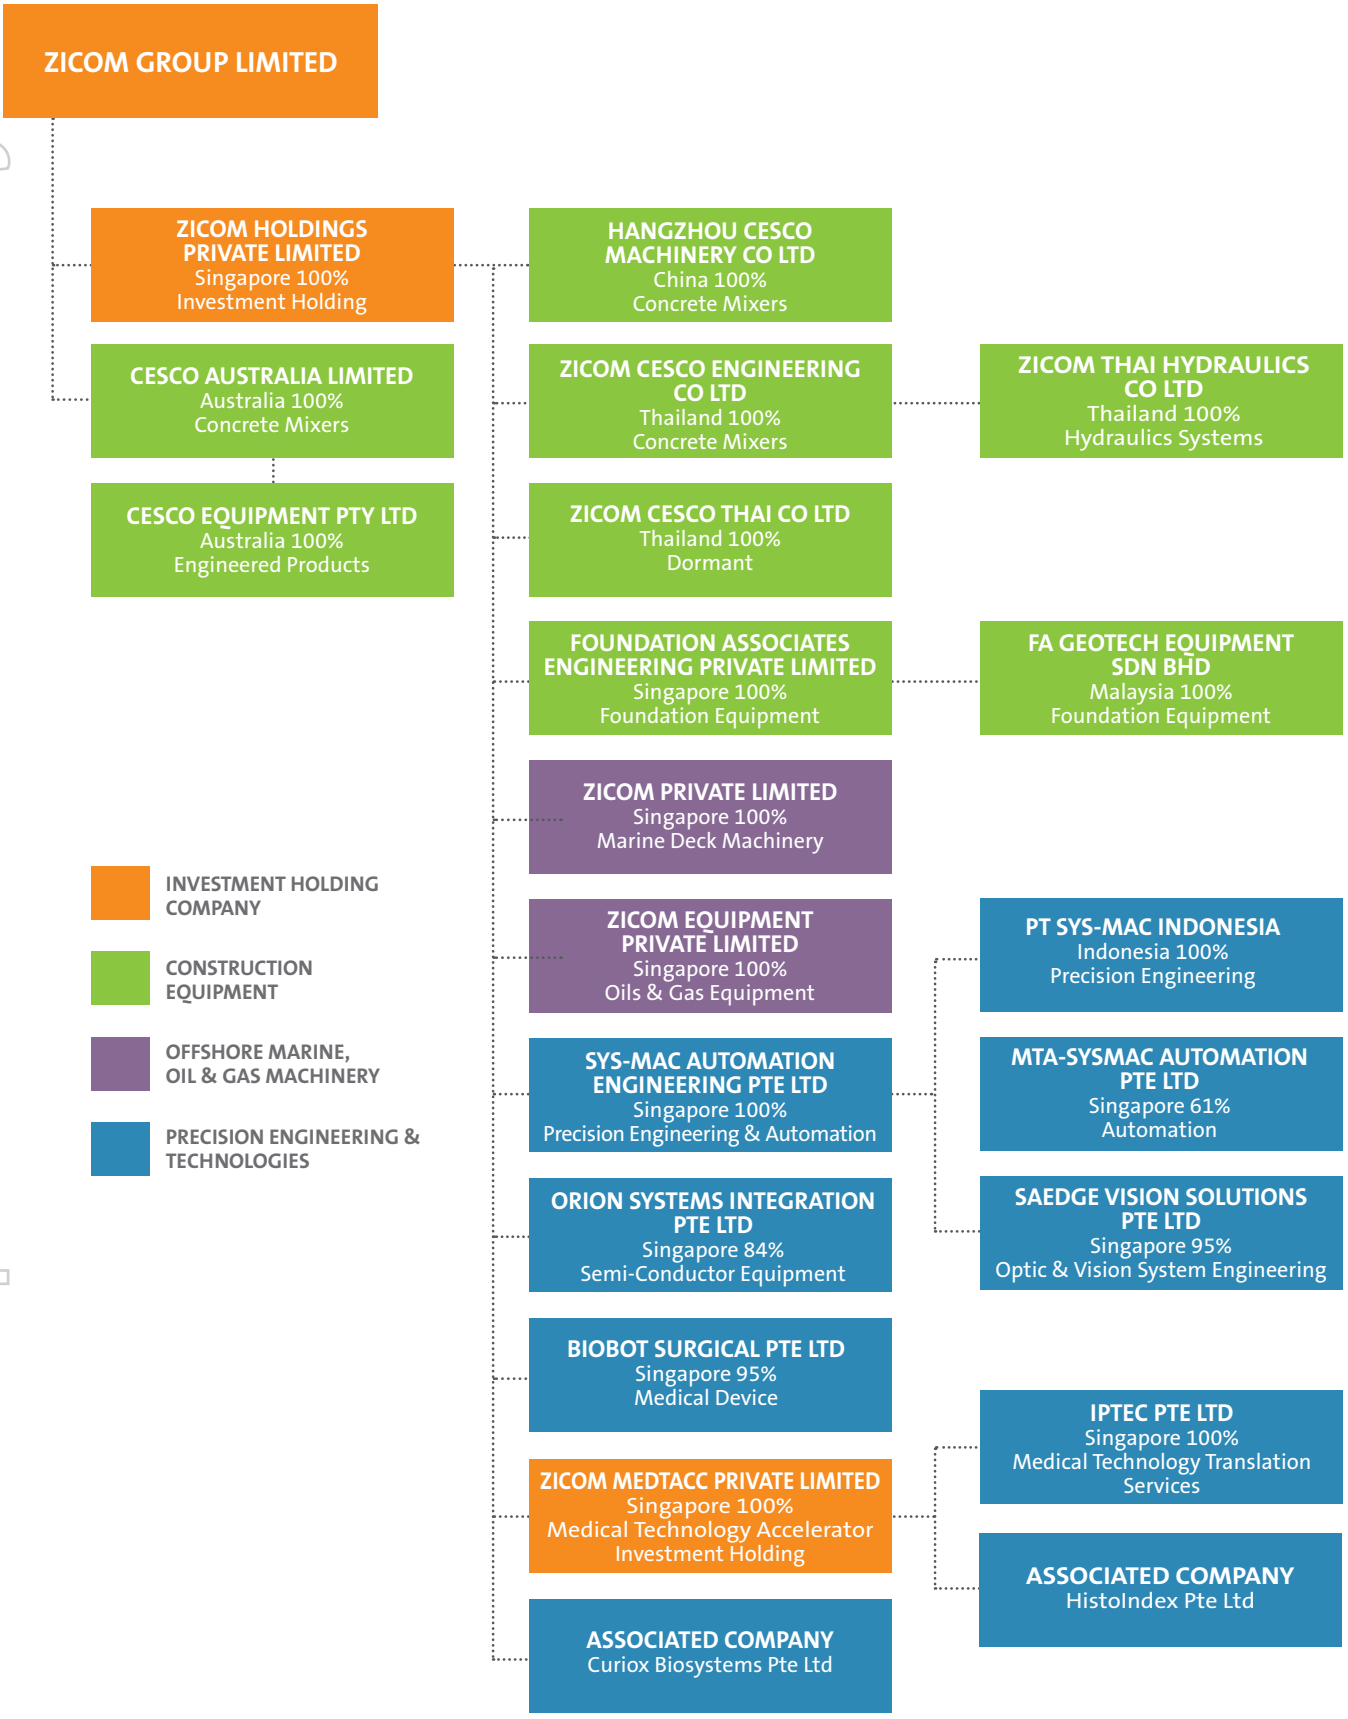 ZICOM GROUP LIMITED
ZICOM HOLDINGS
PRIVATE LIMITED
Singapore 100%
Investment Holding
CESCO AUSTRALIA LIMITED
Australia 100%
Concrete Mixers
CESCO EQUIPMENT PTY LTD
Australia 100%
Engineered Products
HANGZHOU CESCO
MACHINERY CO LTD
China 100%
Concrete Mixers
ZICOM CESCO ENGINEERING
CO LTD
Thailand 100%
Concrete Mixers
ZICOM THAI HYDRAULICS
CO LTD
Thailand 100%
Hydraulics Systems
ZICOM CESCO THAI CO LTD
Thailand 100%
Dormant
FOUNDATION ASSOCIATES
ENGINEERING PRIVATE LIMITED
Singapore 100%
Foundation Equipment
FA GEOTECH EQUIPMENT
SDN BHD
Malaysia 100%
Foundation Equipment
ZICOM PRIVATE LIMITED
Singapore 100%
Marine Deck Machinery
ZICOM EQUIPMENT
PRIVATE LIMITED
Singapore 100%
Oils & Gas Equipment
SYS-MAC AUTOMATION
ENGINEERING PTE LTD
Singapore 100%
Precision Engineering & Automation
PT SYS-MAC INDONESIA
Indonesia 100%
Precision Engineering
MTA-SYSMAC AUTOMATION
PTE LTD
Singapore 61%
Automation
SAEDGE VISION SOLUTIONS
PTE LTD
Singapore 95%
Optic & Vision System Engineering
ORION SYSTEMS INTEGRATION
PTE LTD
Singapore 84%
Semi-Conductor Equipment
BIOBOT SURGICAL PTE LTD
Singapore 95%
Medical Device
ZICOM MEDTACC PRIVATE LIMITED
Singapore 100%
Medical Technology Accelerator
Investment Holding
IPTEC PTE LTD
Singapore 100%
Medical Technology Translation
Services
ASSOCIATED COMPANY
HistoIndex Pte Ltd
ASSOCIATED COMPANY
Curiox Biosystems Pte Ltd
INVESTMENT HOLDING
COMPANY
CONSTRUCTION
EQUIPMENT
OFFSHORE MARINE,
OIL & GAS MACHINERY
PRECISION ENGINEERING &
TECHNOLOGIES